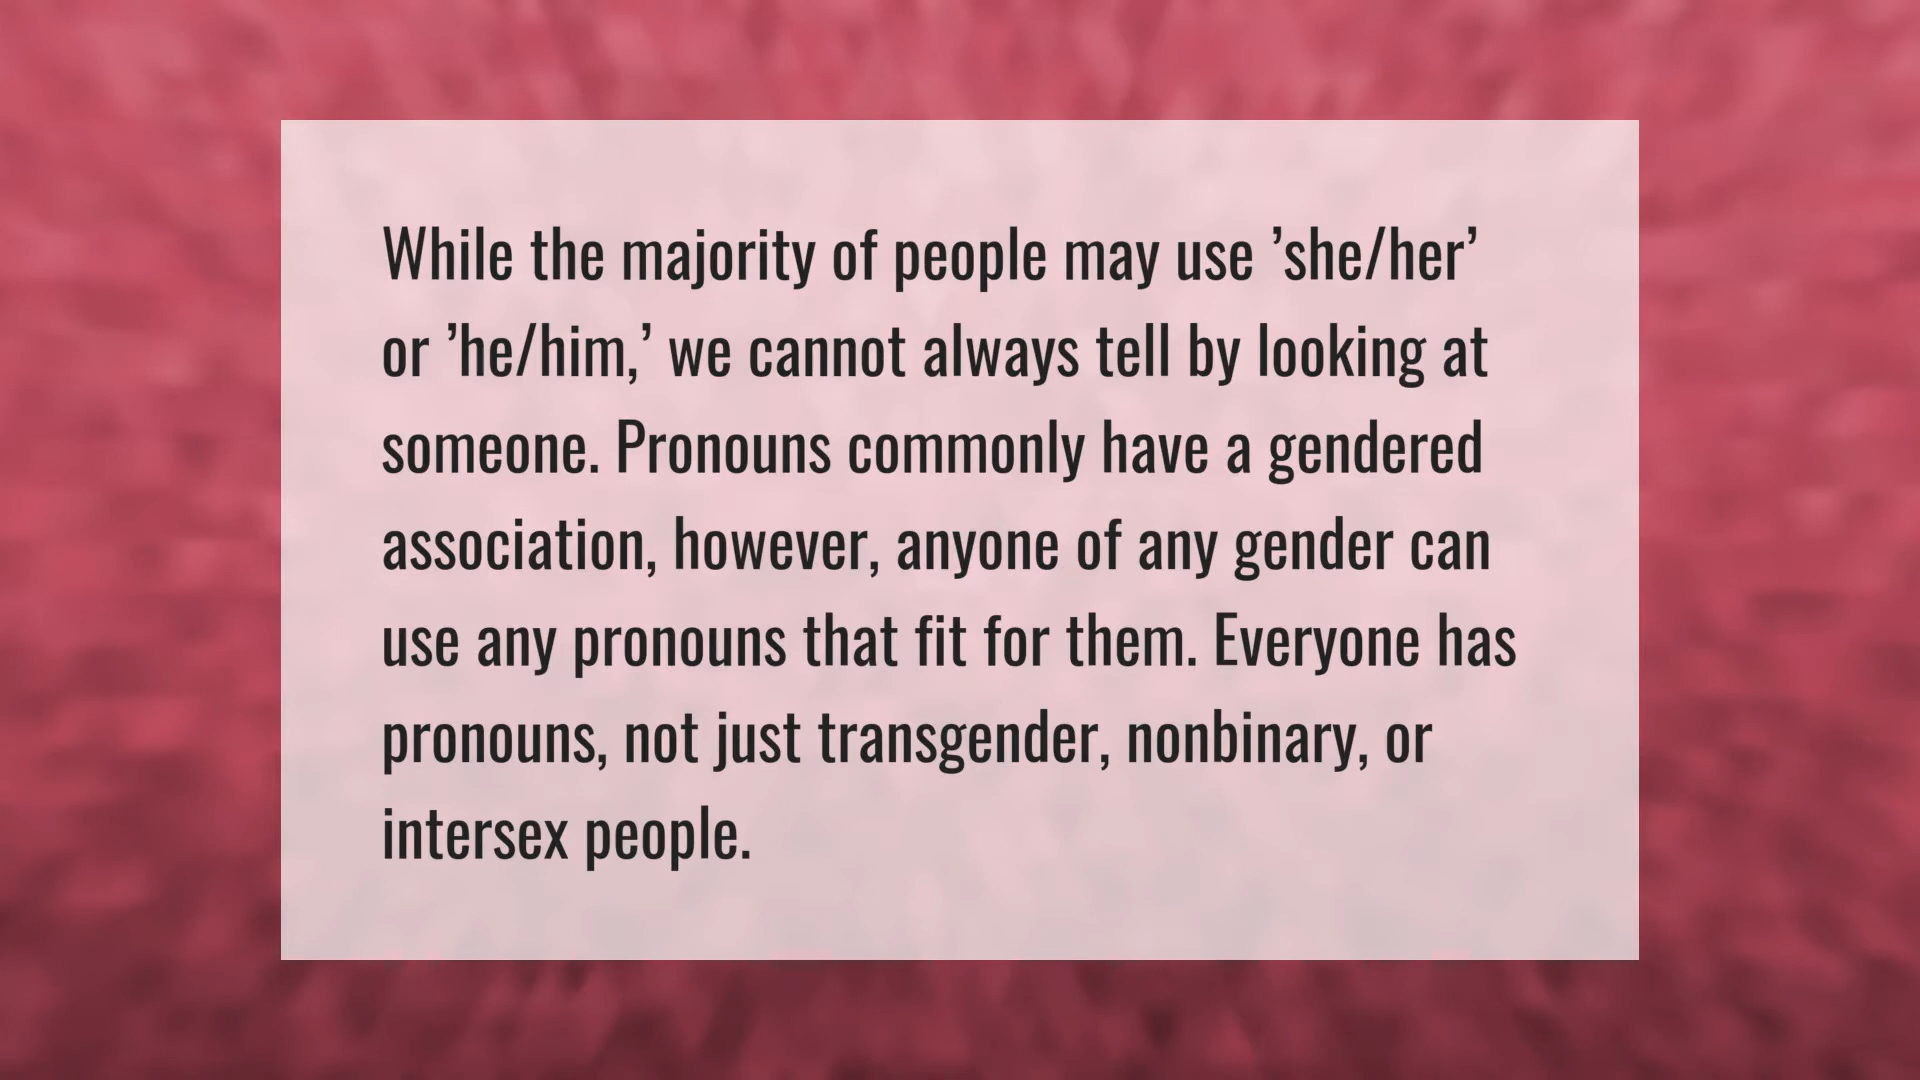 While the majority of people may use ’she/her’
or ’he/him,’ we cannot always tell by looking at
someone. Pronouns commonly have a gendered
association, however, anyone of any gender can
use any pronouns that fit for them. Everyone has
pronouns, not just transgender, nonbinary, or
intersex people.